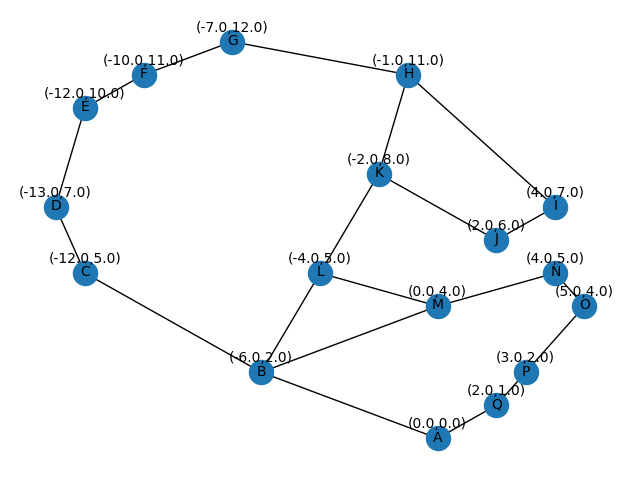 (-7.0,12.0)
G
(-10.0,11.0)
F
(-1.0,11.0)
H
(-12.0,10.0)
E
(-2.0,8.0)
K
(-13.0,7.0)
D
(4.0,7.0)
I
(2.0,6.0)
J
(-12.0,5.0)
C
(-4.0,5.0)
L
(4.0,5.0)
N
(0.0,4.0)
M
(5.0,4.0)
O
(-6.0,2.0)
B
(3.0,2.0)
P
(2.0,1.0)
Q
(0.0,0.0)
A